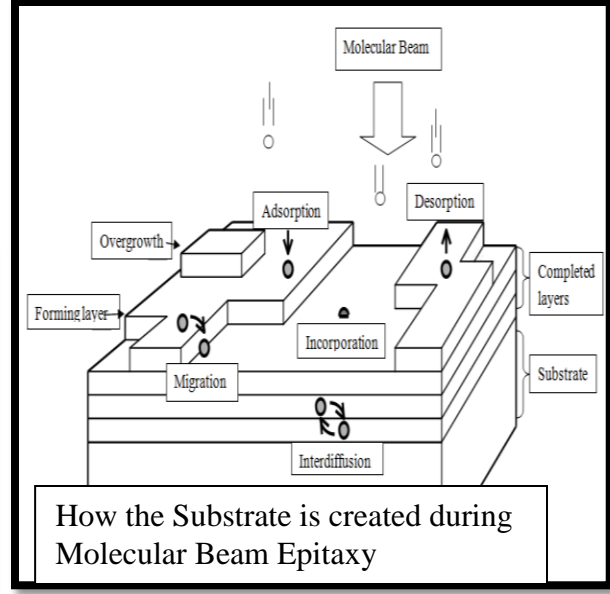 Molecular Beam
Desorption
Adsorption
Overgrowth
Completed
layers
Forming layer
Incorporation
Substrate
Migration
Interdiffusion
How the Substrate is created during
Molecular Beam Epitaxy